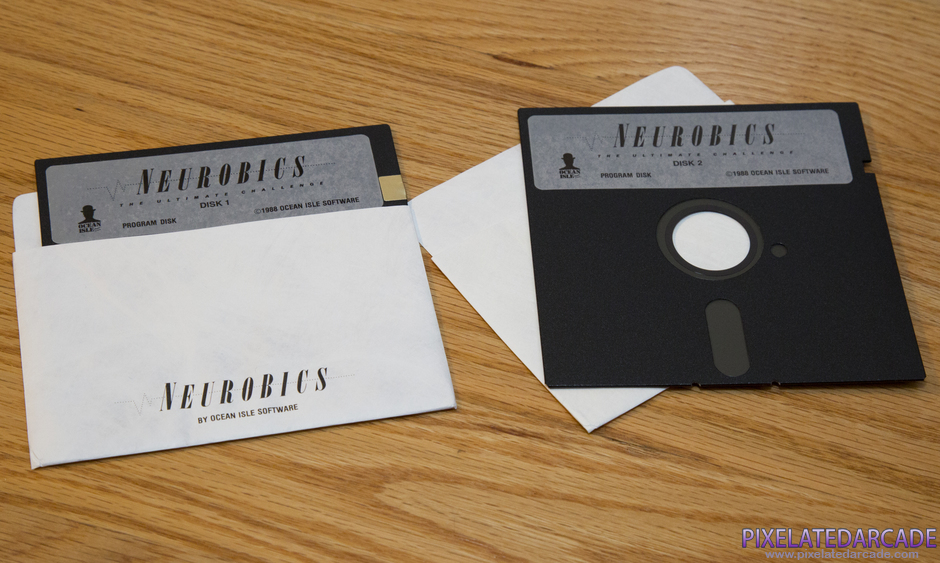 NEUROBICS
THE ULTIMATE CHALLENGE
DISK 1
OCEAN
ISLE
PROGRAM DISK
©1988 OCEAN ISLE SOFTWARE
NEUROBICS
BY OCEAN ISLE SOFTWARE
NEUROBICS
THE ULTIMATE CHALLENGE
DISK 2
OCEAN
ISLE
PROGRAM DISK
©1988 OCEAN ISLE SOFTWARE
PIXELATEDARCADE
www.pixelatedarcade.com